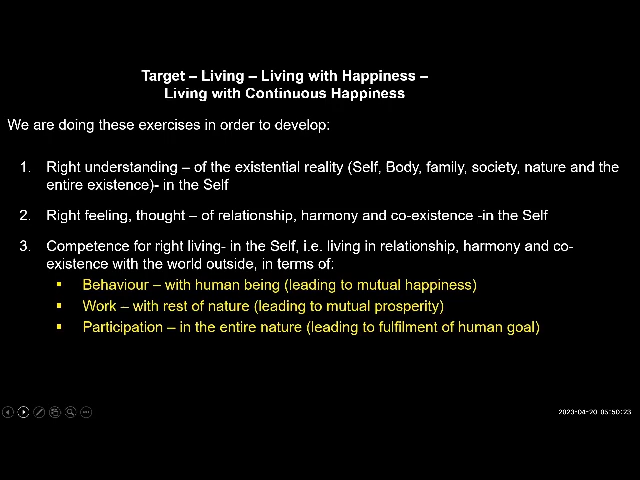 Target – Living – Living with Happiness –
Living with Continuous Happiness
We are doing these exercises in order to develop:
1. Right understanding – of the existential reality (Self, Body, family, society, nature and the
entire existence)- in the Self
2. Right feeling, thought – of relationship, harmony and co-existence -in the Self
3. Competence for right living- in the Self, i.e. living in relationship, harmony and co-
existence with the world outside, in terms of:
▪ Behaviour – with human being (leading to mutual happiness)
▪ Work – with rest of nature (leading to mutual prosperity)
▪ Participation – in the entire nature (leading to fulfilment of human goal)
2023-04-20 05:50:23